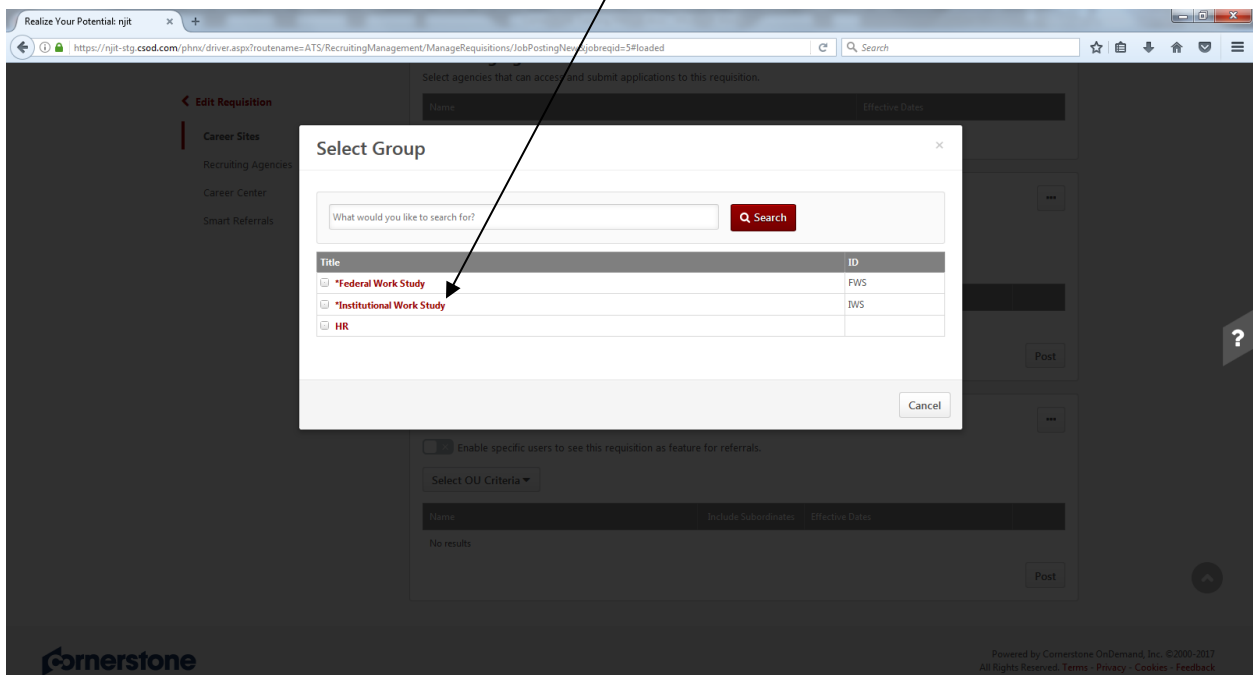 Realize Your Potential: njit
https://njit-stg.csod.com/phnx/driver.aspx?routename=ATS/RecruitingManagement/ManageRequisitions/JobPostingNew&jobreqid=5#loaded
Search
Select agencies that can access and submit applications to this requisition.
Edit Requisition
Name Effective Dates
Career Sites
Recruiting Agencies
Career Center
Smart Referrals
Select Group
What would you like to search for?
Search
Title ID
*Federal Work Study FWS
*Institutional Work Study IWS
HR
?
Post
Cancel
Enable specific users to see this requisition as feature for referrals.
Select OU Criteria
Name Include Subordinates Effective Dates
No results
Post
Cornerstone
Powered by Cornerstone OnDemand, Inc. ©2000-2017
All Rights Reserved. Terms - Privacy - Cookies - Feedback